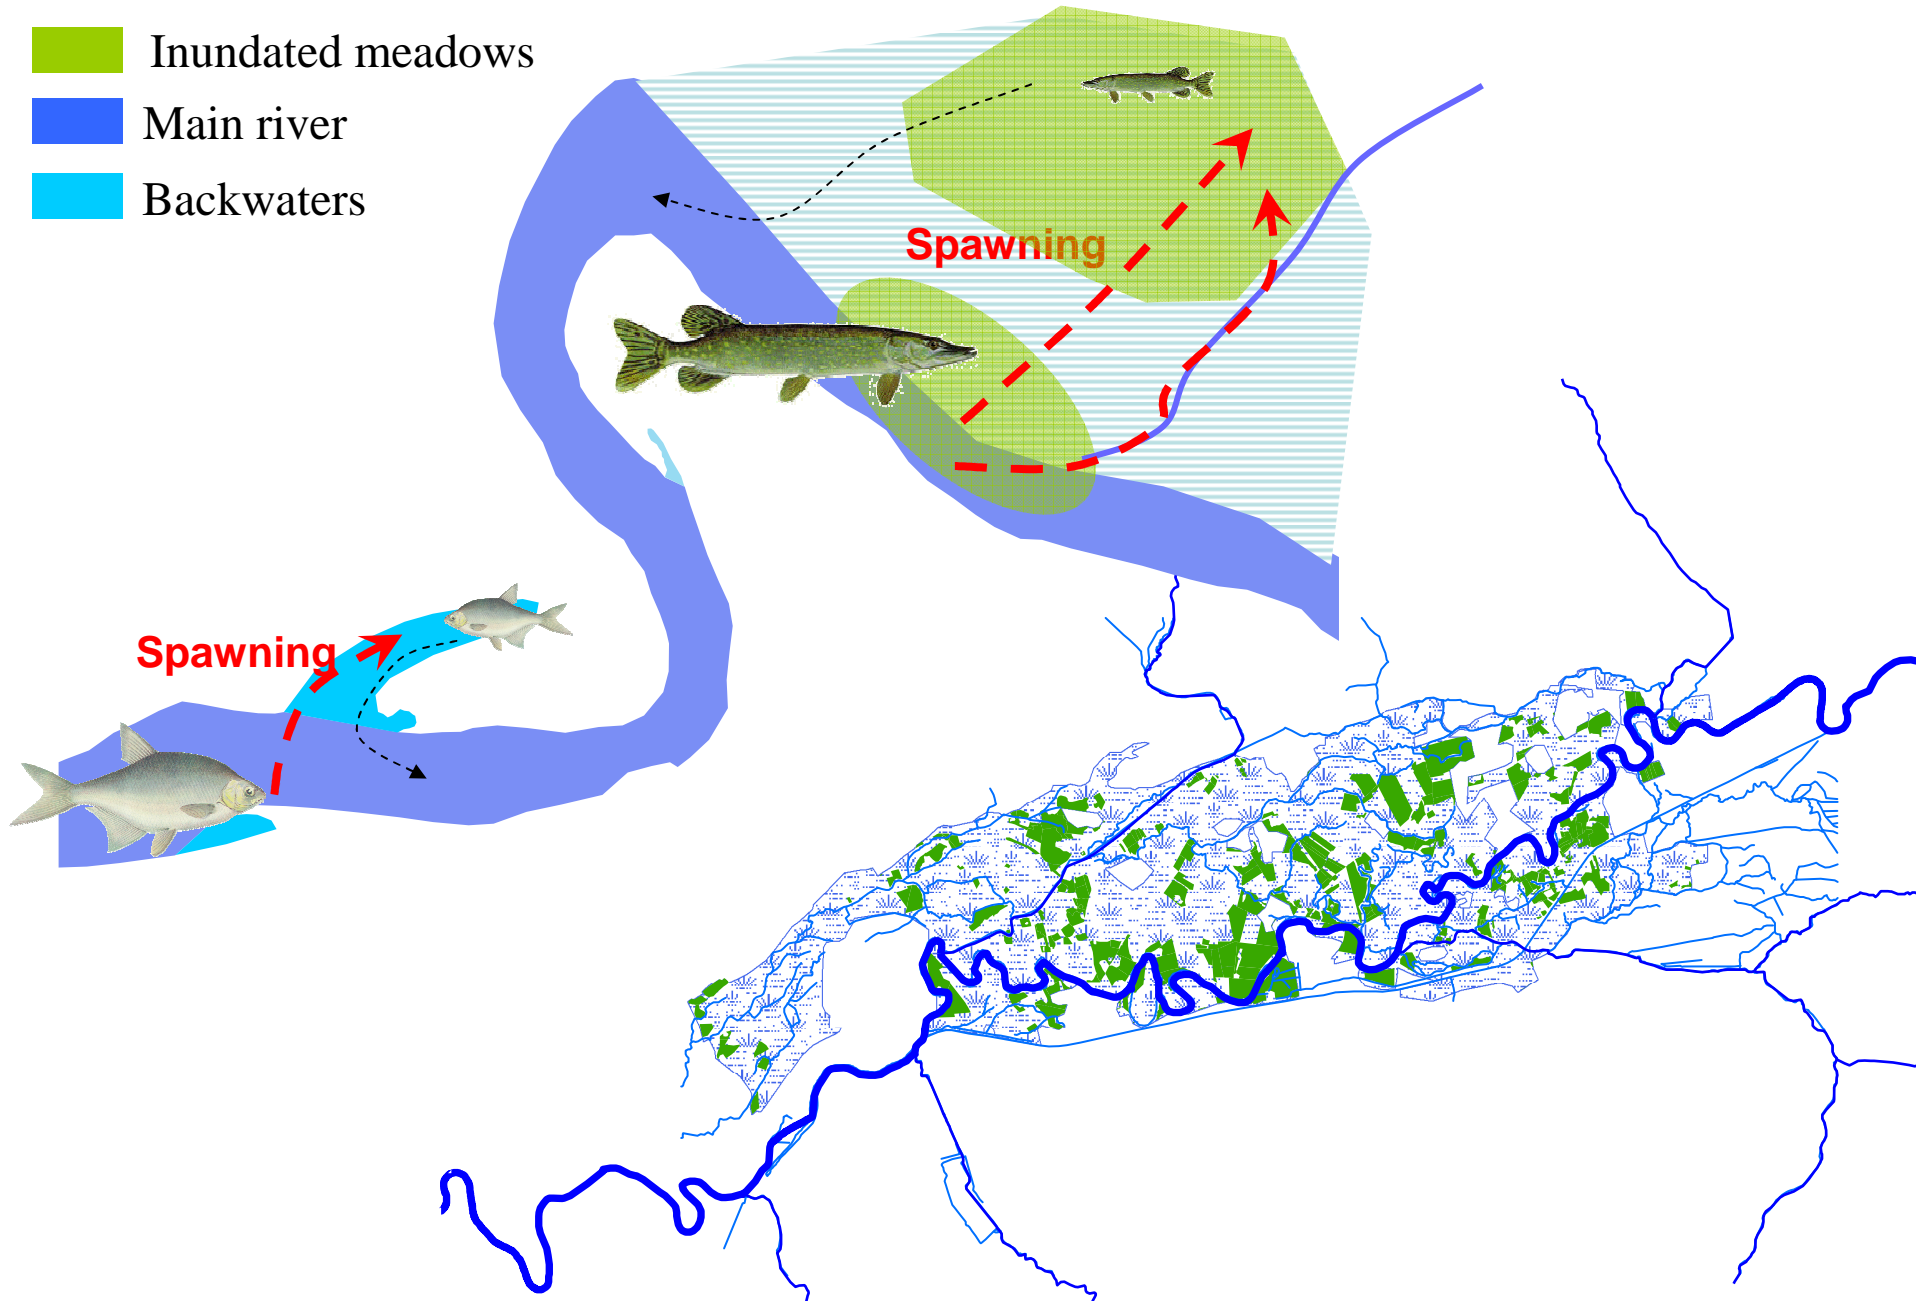 Inundated meadows
Main river
Backwaters
Spawning
Spawning